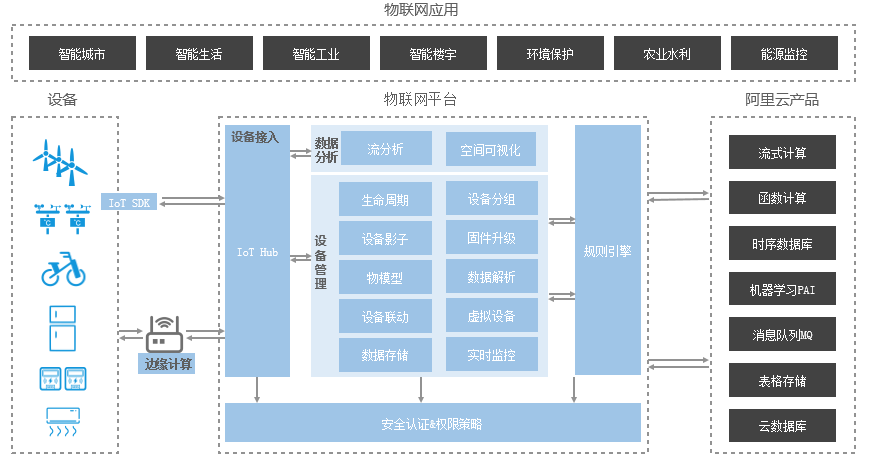 物联网应用
智能城市
智能生活
智能工业
智能楼宇
环境保护
农业水利
能源监控
设备
物联网平台
阿里云产品
IoT SDK
边缘计算
设备接入
IoT Hub
数据
分析
流分析
空间可视化
设备管理
生命周期
设备分组
设备影子
固件升级
物模型
数据解析
设备联动
虚拟设备
数据存储
实时监控
规则引擎
安全认证&权限策略
流式计算
函数计算
时序数据库
机器学习PAI
消息队列MQ
表格存储
云数据库
℃
℃